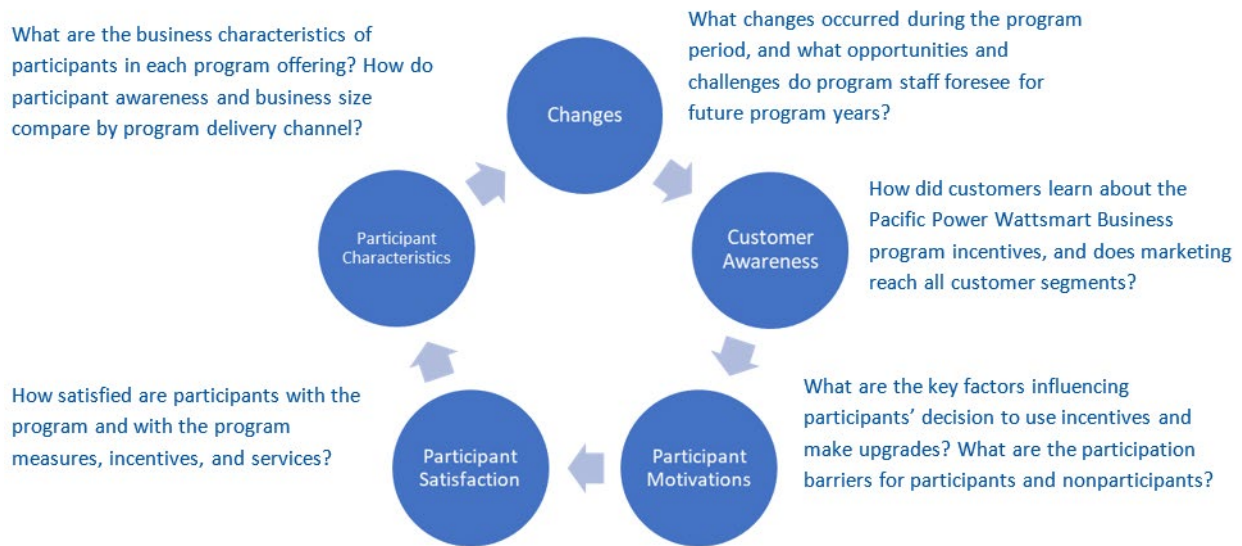 What are the business characteristics of
participants in each program offering? How do
participant awareness and business size
compare by program delivery channel?
Changes
What changes occurred during the program
period, and what opportunities and
challenges do program staff foresee for
future program years?
Customer
Awareness
How did customers learn about the
Pacific Power Wattsmart Business
program incentives, and does marketing
reach all customer segments?
Participant
Motivations
What are the key factors influencing
participants’ decision to use incentives and
make upgrades? What are the participation
barriers for participants and nonparticipants?
Participant
Satisfaction
How satisfied are participants with the
program and with the program
measures, incentives, and services?
Participant
Characteristics